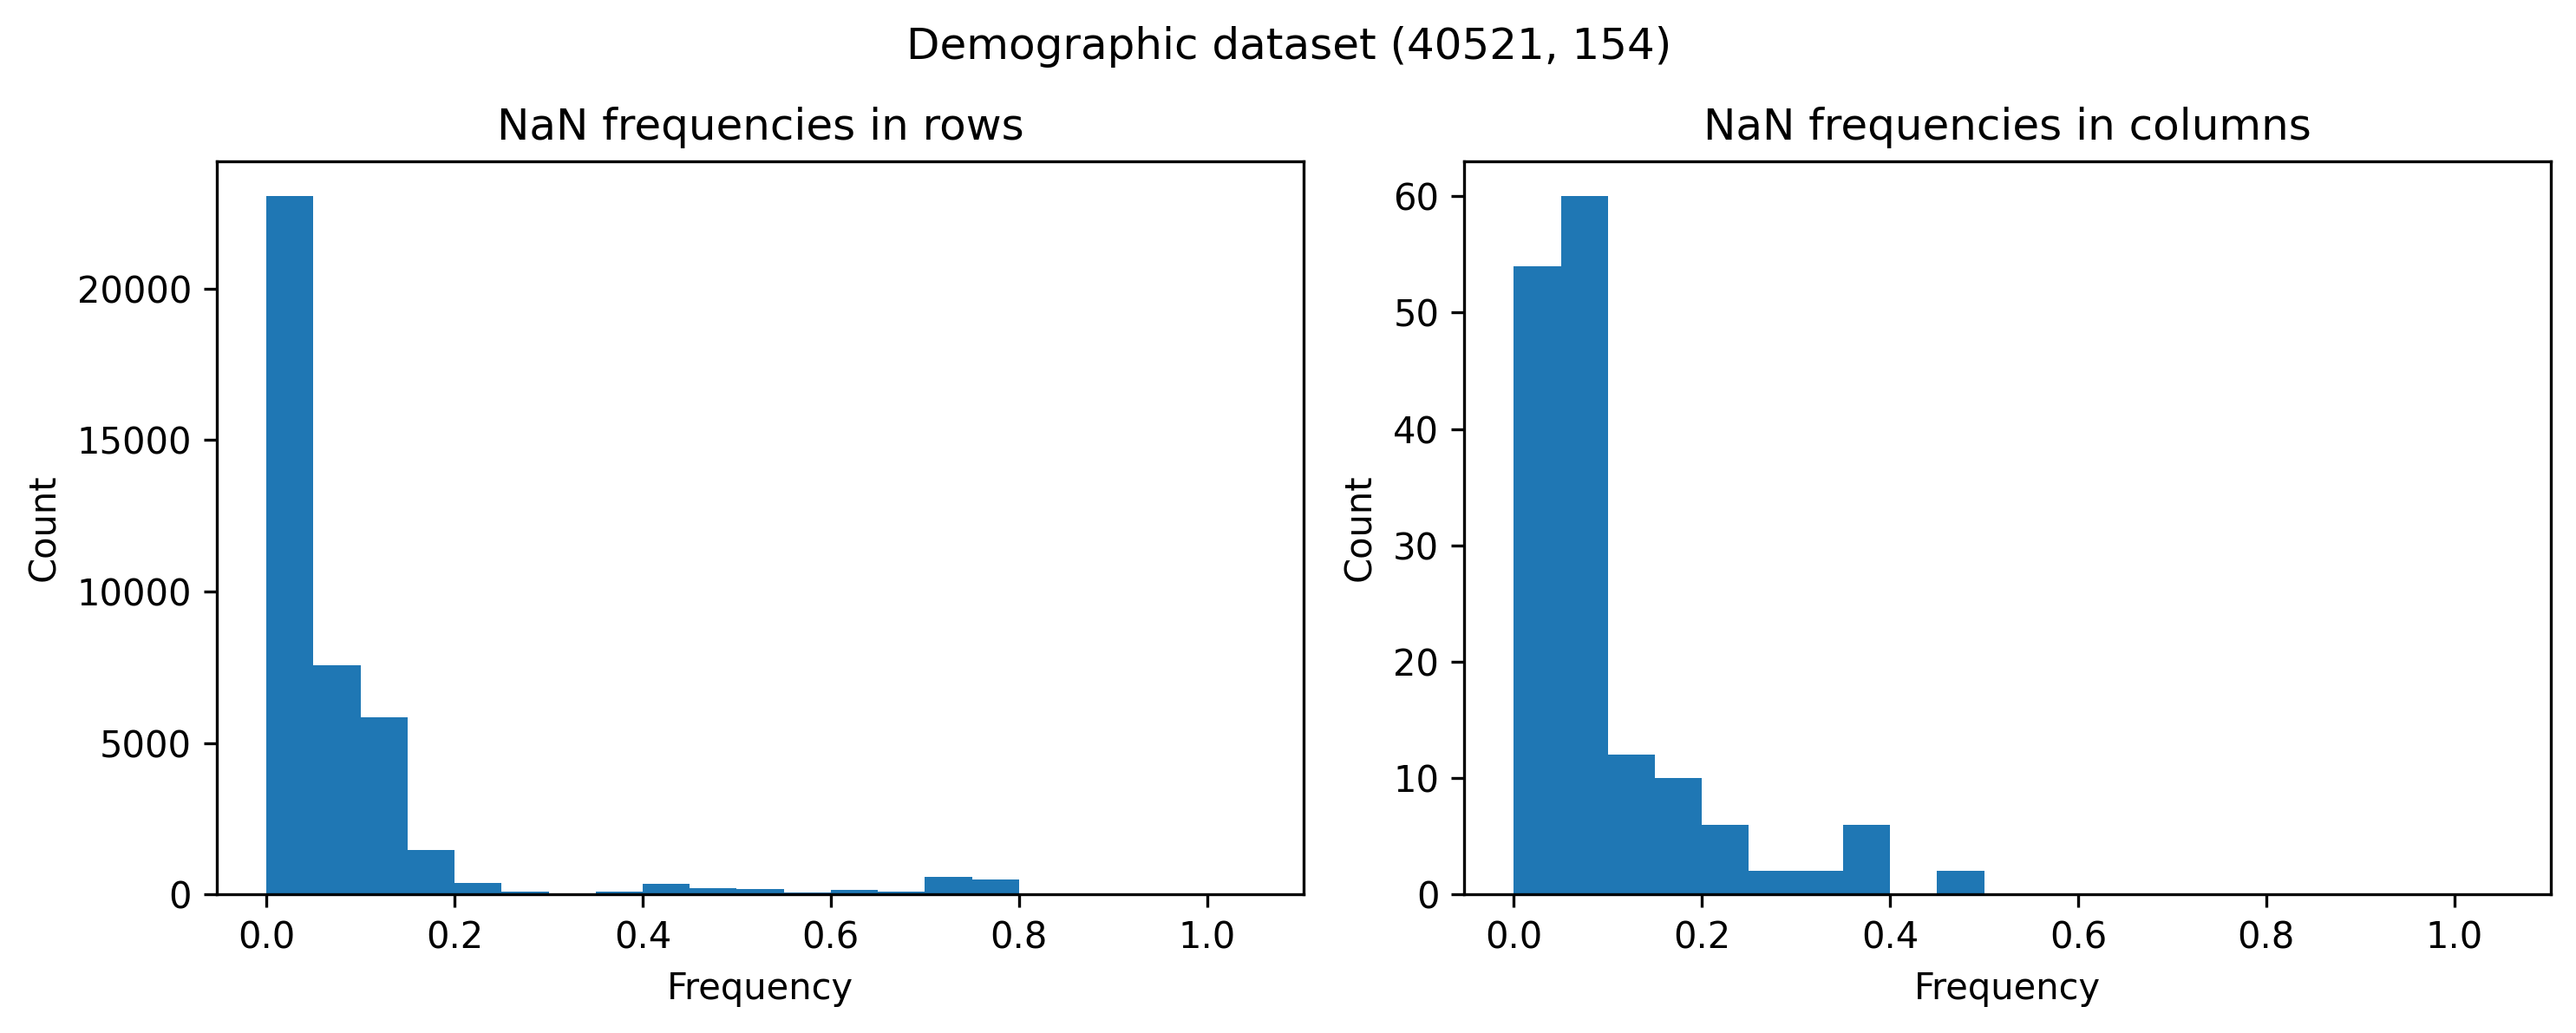 Demographic dataset (40521, 154)
NaN frequencies in rows
20000
15000
10000
5000
0
Count
0.0 0.2 0.4 0.6 0.8 1.0
Frequency
NaN frequencies in columns
60
50
40
30
20
10
0
Count
0.0 0.2 0.4 0.6 0.8 1.0
Frequency